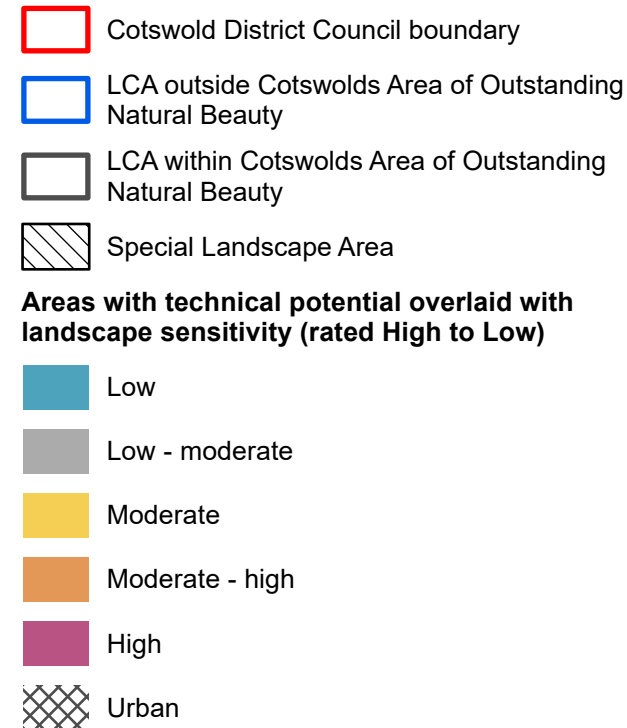 Cotswold District Council boundary
LCA outside Cotswolds Area of Outstanding
Natural Beauty
LCA within Cotswolds Area of Outstanding
Natural Beauty
Special Landscape Area
Areas with technical potential overlaid with
landscape sensitivity (rated High to Low)
Low
Low - moderate
Moderate
Moderate - high
High
Urban